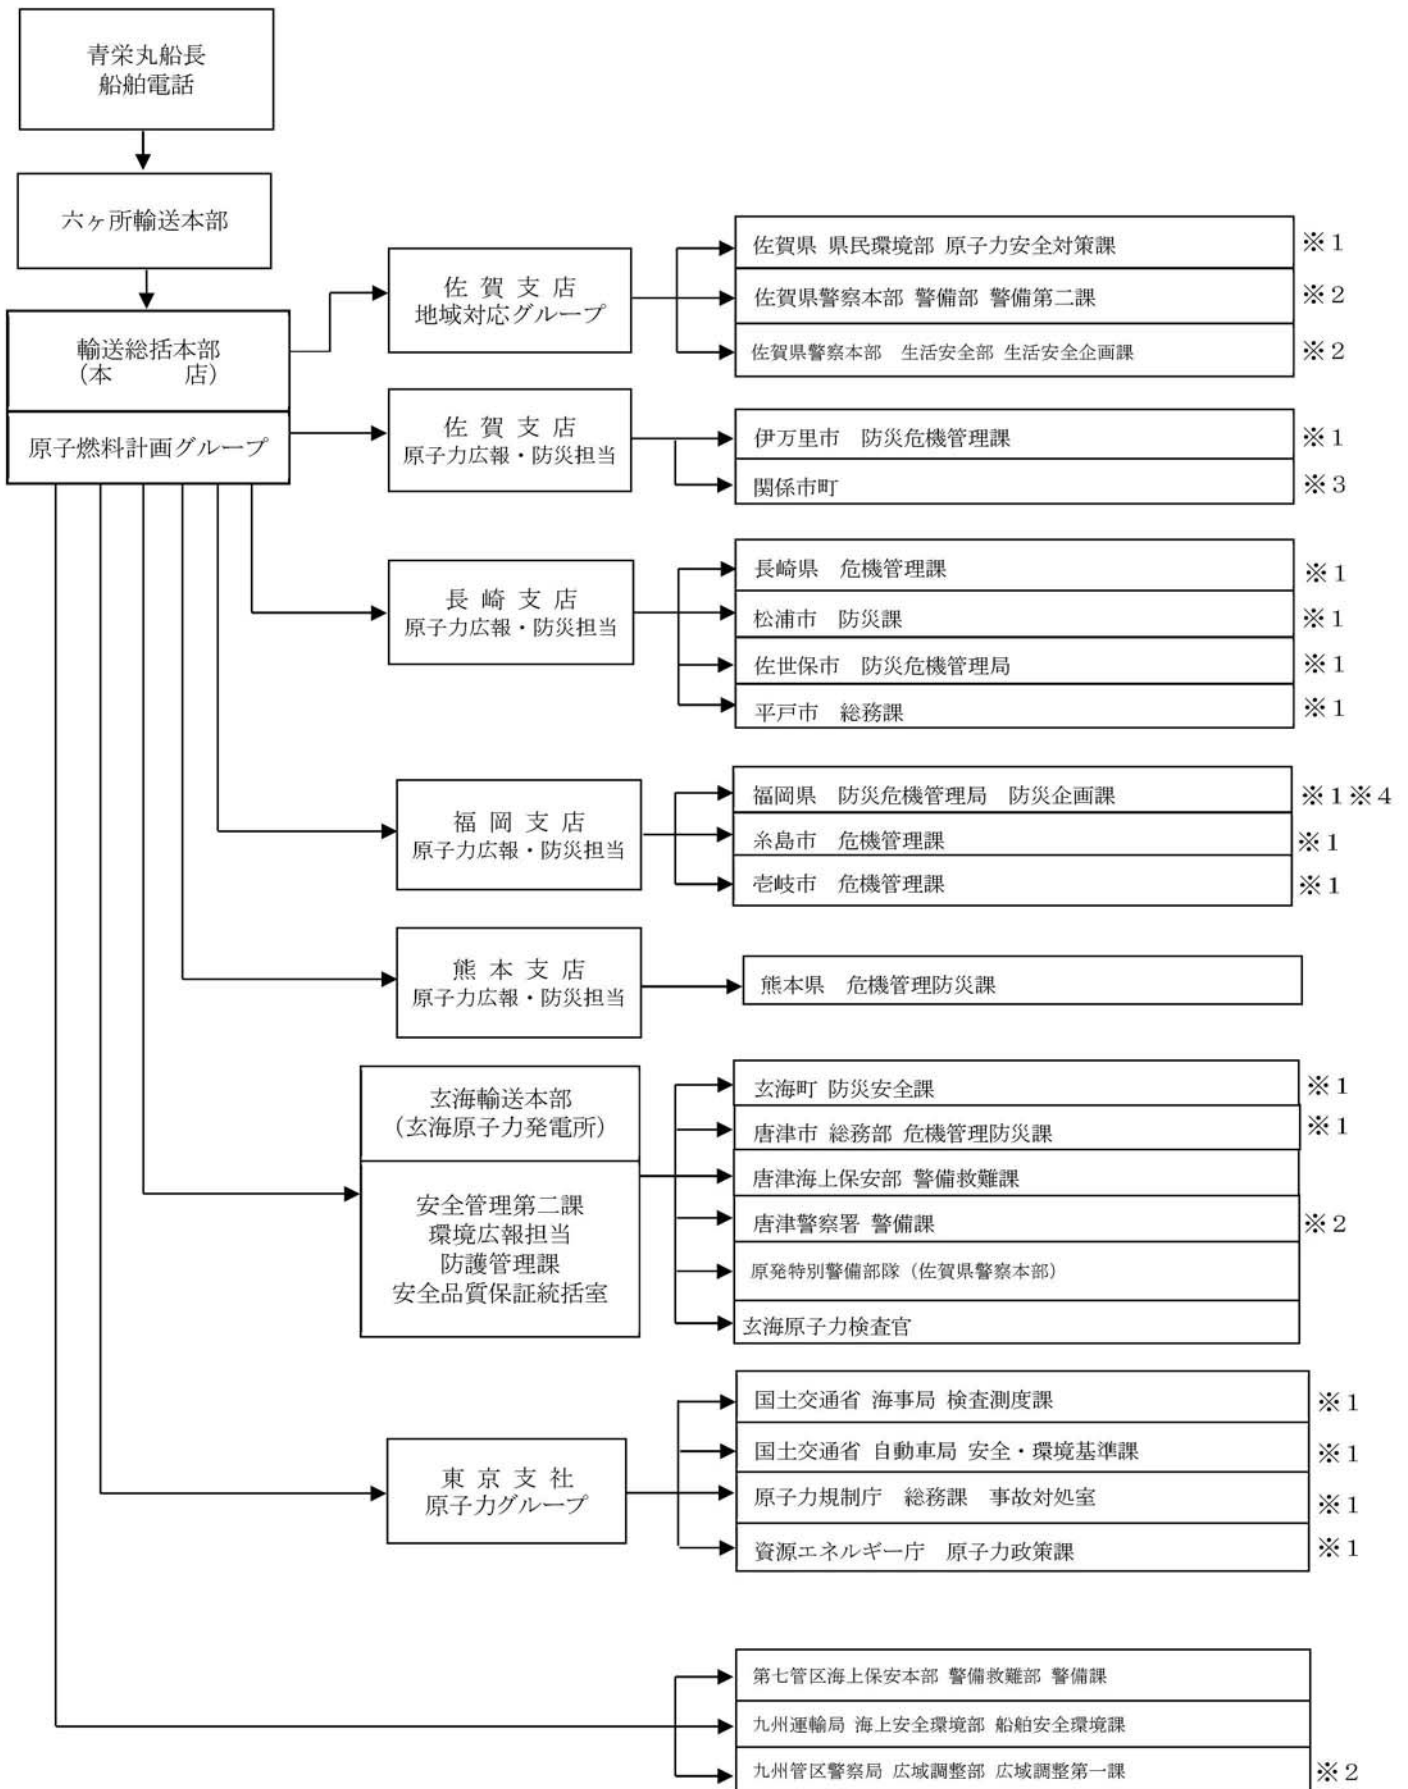 青栄丸船長
船舶電話
六ヶ所輸送本部
輸送総括本部
(本　　　店)
原子燃料計画グループ
佐 賀 支 店
地域対応グループ
佐賀県 県民環境部 原子力安全対策課 ※1
佐賀県警察本部 警備部 警備第二課 ※2
佐賀県警察本部　生活安全部 生活安全企画課 ※2
佐 賀 支 店
原子力広報・防災担当
伊万里市　防災危機管理課 ※1
関係市町 ※3
長 崎 支 店
原子力広報・防災担当
長崎県　危機管理課 ※1
松浦市　防災課 ※1
佐世保市　防災危機管理局 ※1
平戸市　総務課 ※1
福 岡 支 店
原子力広報・防災担当
福岡県　防災危機管理局　防災企画課 ※1※4
糸島市　危機管理課 ※1
壱岐市　危機管理課 ※1
熊 本 支 店
原子力広報・防災担当
熊本県　危機管理防災課
玄海輸送本部
(玄海原子力発電所)
安全管理第二課
環境広報担当
防護管理課
安全品質保証統括室
玄海町 防災安全課 ※1
唐津市 総務部 危機管理防災課 ※1
唐津海上保安部 警備救難課
唐津警察署 警備課 ※2
原発特別警備部隊 (佐賀県警察本部)
玄海原子力検査官
東 京 支 社
原子力グループ
国土交通省 海事局 検査測度課 ※1
国土交通省 自動車局 安全・環境基準課 ※1
原子力規制庁　総務課　事故対処室 ※1
資源エネルギー庁　原子力政策課 ※1
第七管区海上保安本部 警備救難部 警備課
九州運輸局 海上安全環境部 船舶安全環境課
九州管区警察局 広域調整部 広域調整第一課 ※2